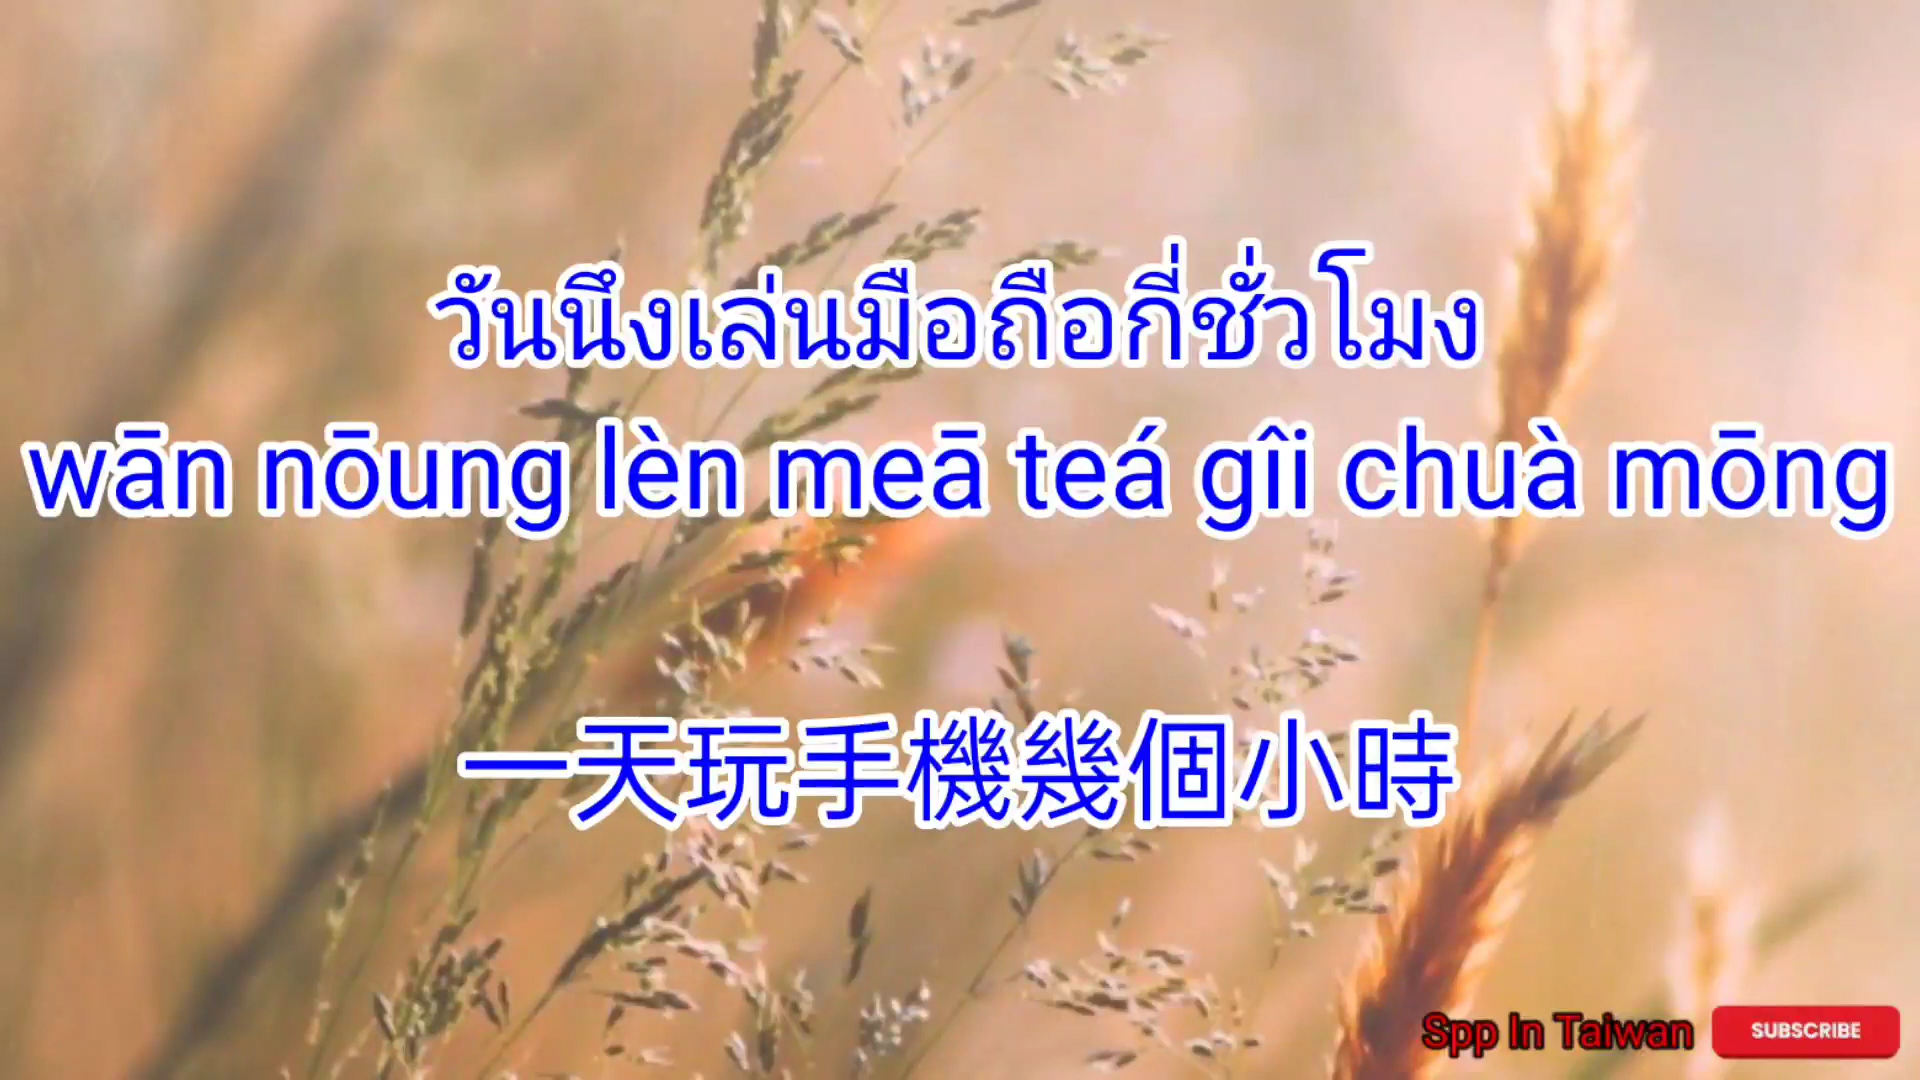 วันนึงเล่นมือถือกี่ชั่วโมง
wān nōung lèn meā teá gîi chuà mōng
一天玩手機幾個小時
Spp In Taiwan
SUBSCRIBE